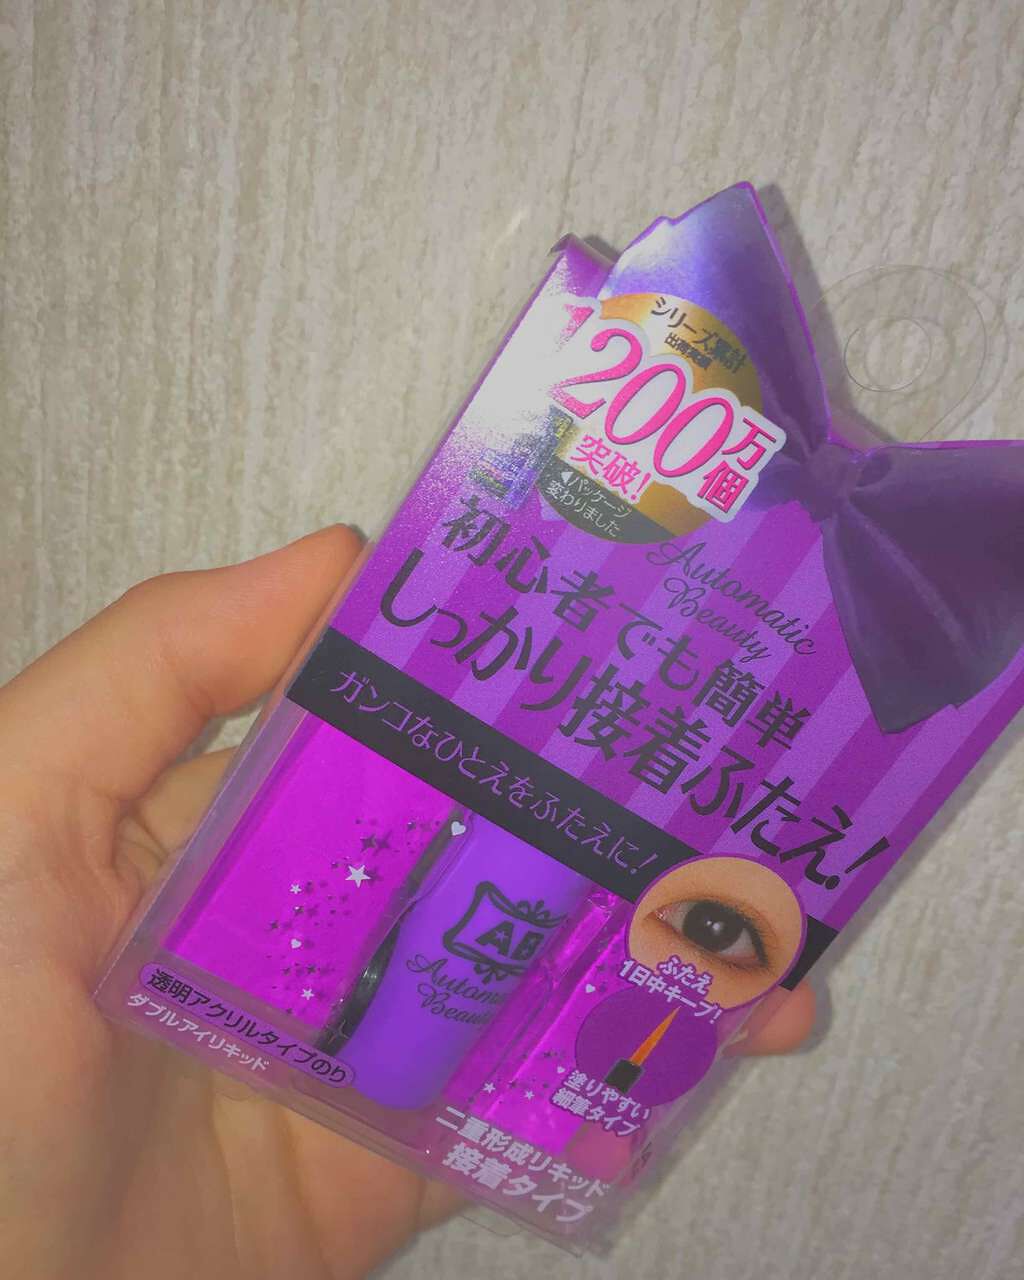 シリーズ累計
出荷実績
1200万個
突破!
◀パッケージ
変わりました
Automatic
Beauty
初心者でも簡単
しっかり接着ふたえ!
ガンコなひとえをふたえに!
AB
Automatic
Beauty
ふたえ
1日中キープ!
塗りやすい
細筆タイプ
透明アクリルタイプのり
ダブルアイリキッド
二重形成リキッド
接着タイプ